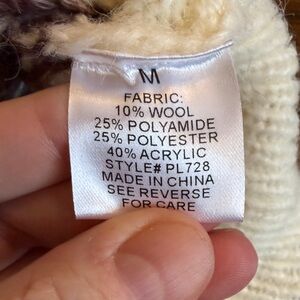 M
FABRIC:
10% WOOL
25% POLYAMIDE
25% POLYESTER
40% ACRYLIC
STYLE# PL728
MADE IN CHINA
SEE REVERSE
FOR CARE